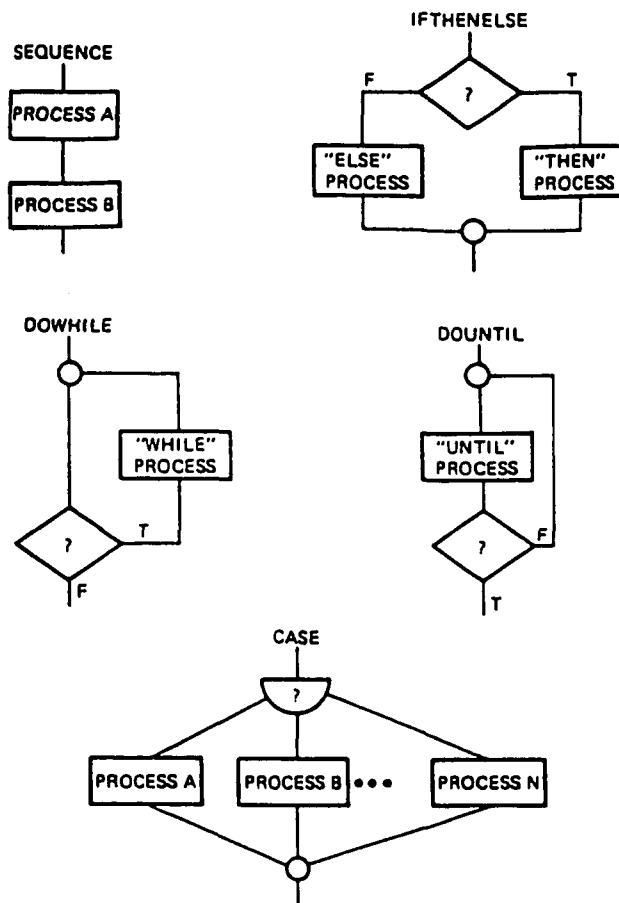 SEQUENCE
PROCESS A
PROCESS B
IFTHENELSE
F
?
T
"ELSE"
PROCESS
"THEN"
PROCESS
DOWHILE
"WHILE"
PROCESS
T
?
F
DOUNTIL
"UNTIL"
PROCESS
?
F
T
CASE
?
PROCESS A
PROCESS B
•••
PROCESS N